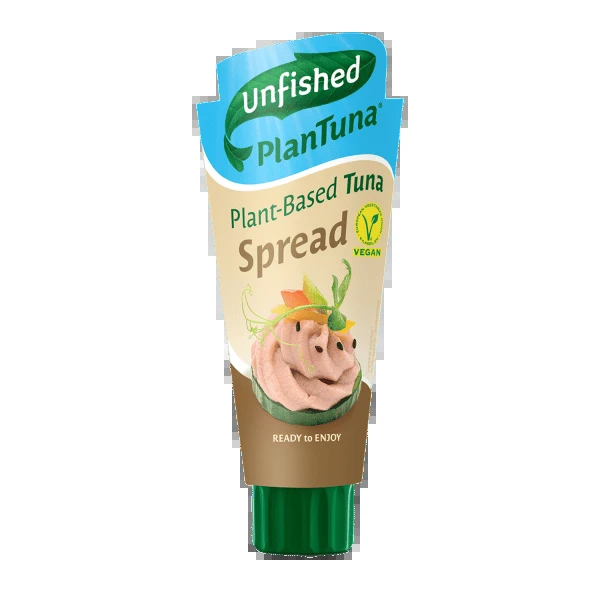 Unfished
PlanTuna®
Plant-Based Tuna
Spread
VEGAN
READY to ENJOY